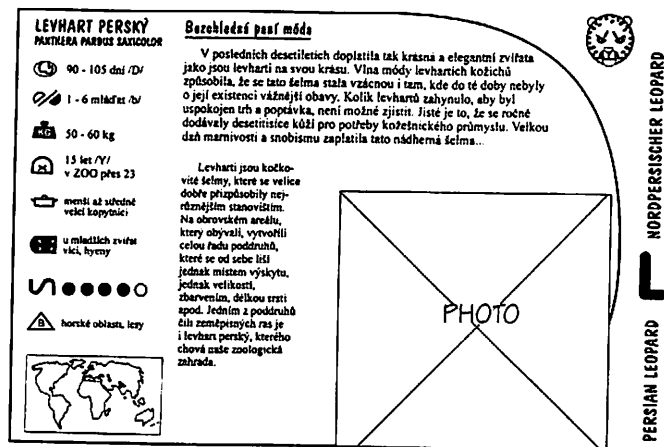 LEVHART PERSKÝ
PANTHERA PARDUS SAXICOLOR
90 - 105 dní /D/
1 - 6 mláďat /b/
KG
50 - 60 kg
15 let /Y/
v ZOO přes 23
menší až středně
velcí kopytníci
u mladších zvířat
vlci, hyeny
B
horské oblasti, lesy
Bezohlední paní móda
V posledních desetiletích doplatila tak krásná a elegantní zvířata
jako jsou levharti na svou krásu. Vlna módy levhartích kožichů
způsobila, že se tato šelma stala vzácnou i tam, kde do té doby nebyly
o její existenci vážnější obavy. Kolik levhartů zahynulo, aby byl
uspokojen trh a poptávka, není možné zjistit. Jisté je to, že se ročně
dodávaly desetitisíce kůží pro potřeby kožešnického průmyslu. Velkou
daň marnivosti a snobismu zaplatila tato nádherná šelma...
Levharti jsou kočko-
vité šelmy, které se velice
dobře přizpůsobily nej-
různějším stanovištím.
Na obrovském areálu,
který obývali, vytvořili
celou řadu poddruhů,
které se od sebe liší
jednak místem výskytu,
jednak velikostí,
zbarvením, délkou srsti
apod. Jedním z poddruhů
čili zeměpisných ras je
i levhart perský, kterého
chová naše zoologická
zahrada.
PHOTO
PERSIAN LEOPARD
NORDPERSISCHER LEOPARD